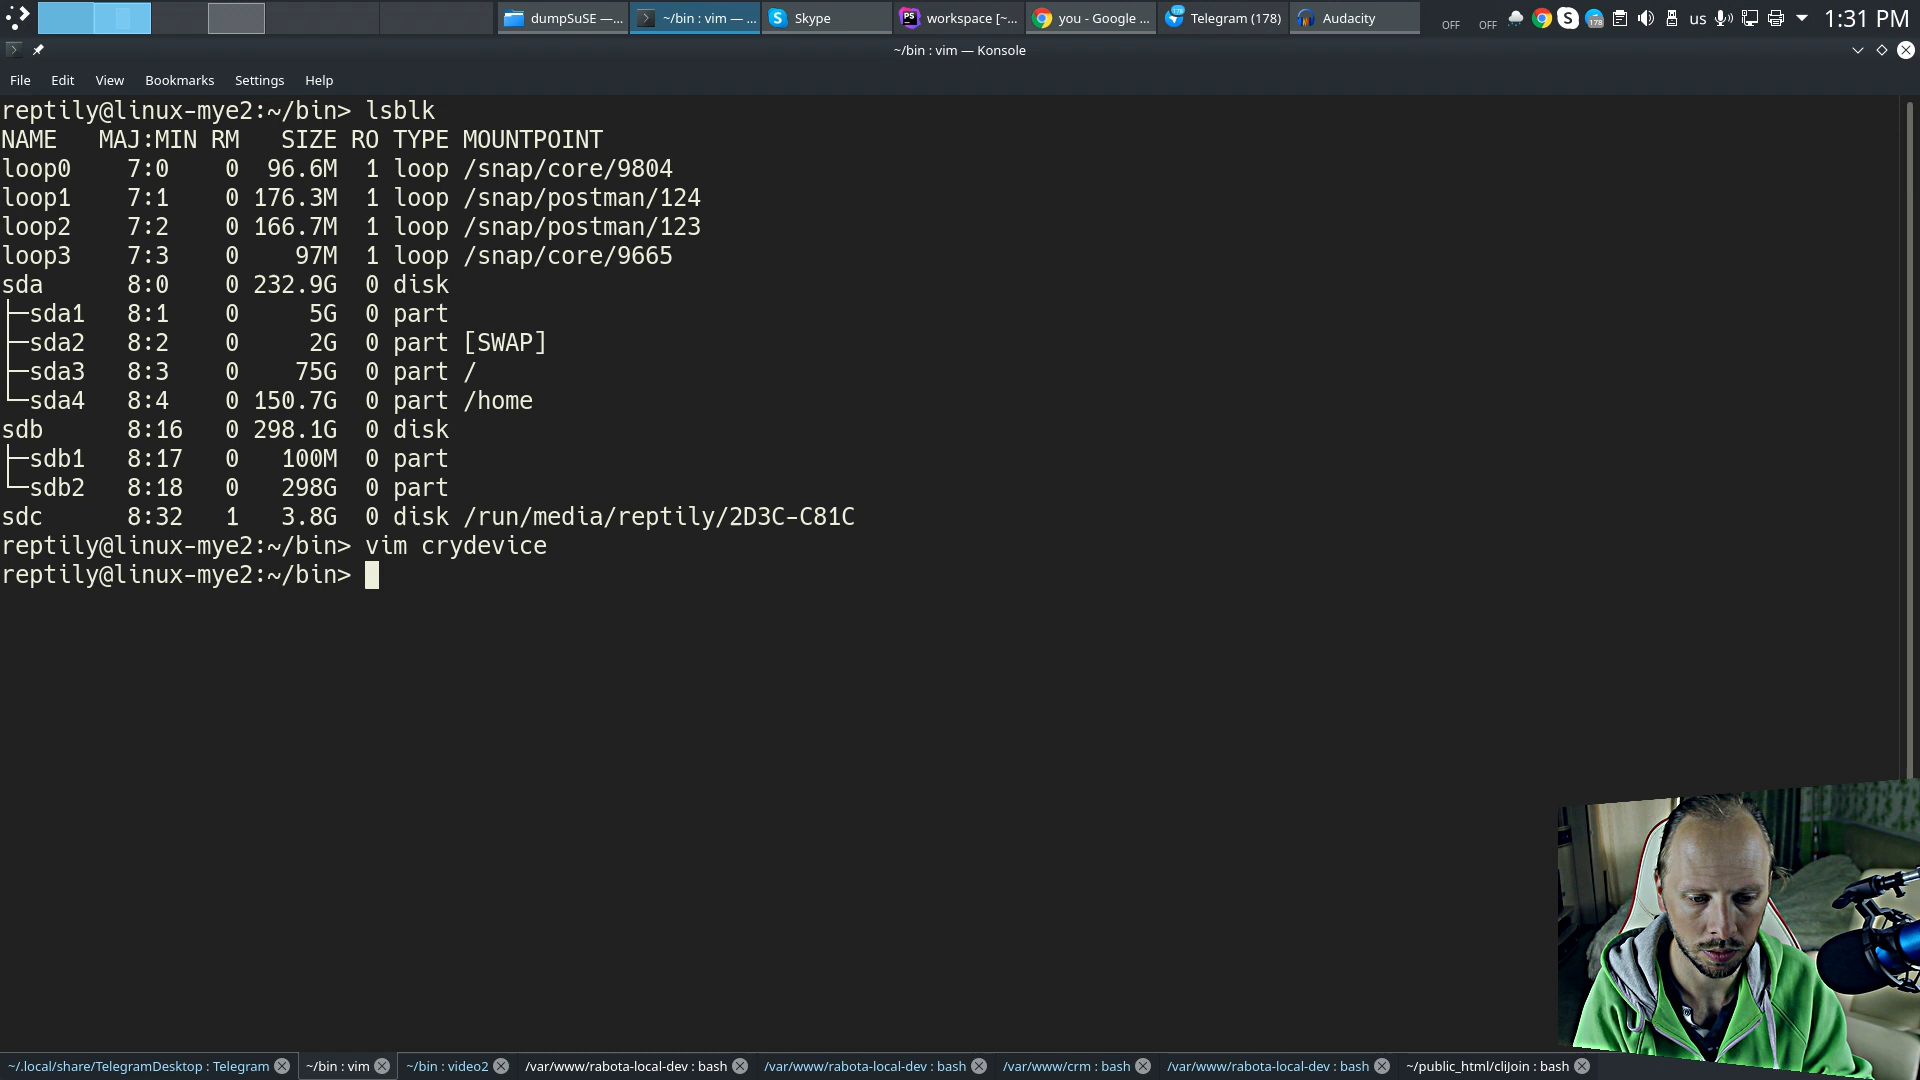 dumpSuSE —...
~/bin : vim — ...
Skype
workspace [~...
you - Google ...
Telegram (178)
Audacity
OFF
OFF
178
us
1:31 PM
~/bin : vim — Konsole
File Edit View Bookmarks Settings Help
reptily@linux-mye2:~/bin> lsblk
NAME   MAJ:MIN RM   SIZE RO TYPE MOUNTPOINT
loop0    7:0    0  96.6M  1 loop /snap/core/9804
loop1    7:1    0 176.3M  1 loop /snap/postman/124
loop2    7:2    0 166.7M  1 loop /snap/postman/123
loop3    7:3    0    97M  1 loop /snap/core/9665
sda      8:0    0 232.9G  0 disk
├─sda1   8:1    0     5G  0 part
├─sda2   8:2    0     2G  0 part [SWAP]
├─sda3   8:3    0    75G  0 part /
└─sda4   8:4    0 150.7G  0 part /home
sdb      8:16   0 298.1G  0 disk
├─sdb1   8:17   0   100M  0 part
└─sdb2   8:18   0   298G  0 part
sdc      8:32   1   3.8G  0 disk /run/media/reptily/2D3C-C81C
reptily@linux-mye2:~/bin> vim crydevice
reptily@linux-mye2:~/bin>
~/.local/share/TelegramDesktop : Telegram
~/bin : vim
~/bin : video2
/var/www/rabota-local-dev : bash
/var/www/rabota-local-dev : bash
/var/www/crm : bash
/var/www/rabota-local-dev : bash
~/public_html/cliJoin : bash